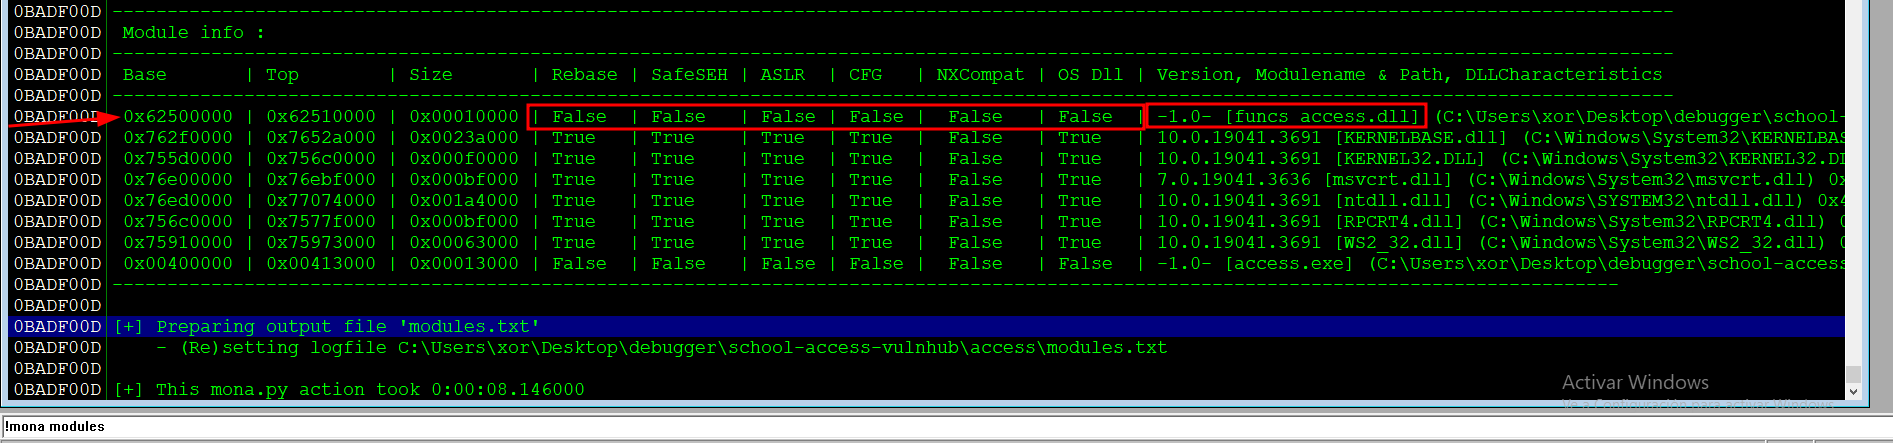 0BADF00D ------------------------------------------------------------------------
0BADF00D Module info :
0BADF00D ------------------------------------------------------------------------
0BADF00D Base | Top | Size | Rebase | SafeSEH | ASLR | CFG | NXCompat | OS Dll | Version, Modulename & Path, DLLCharacteristics
0BADF00D ------------------------------------------------------------------------
0BADF00D 0x62500000 | 0x62510000 | 0x00010000 | False | False | False | False | False | False | -1.0- [funcs_access.dll] (C:\Users\xor\Desktop\debugger\school-
0BADF00D 0x762f0000 | 0x7652a000 | 0x0023a000 | True | True | True | True | False | True | 10.0.19041.3691 [KERNELBASE.dll] (C:\Windows\System32\KERNELBAS
0BADF00D 0x755d0000 | 0x756c0000 | 0x000f0000 | True | True | True | True | False | True | 10.0.19041.3691 [KERNEL32.DLL] (C:\Windows\System32\KERNEL32.DL
0BADF00D 0x76e00000 | 0x76ebf000 | 0x000bf000 | True | True | True | True | False | True | 7.0.19041.3636 [msvcrt.dll] (C:\Windows\System32\msvcrt.dll) 0x
0BADF00D 0x76ed0000 | 0x77074000 | 0x001a4000 | True | True | True | True | False | True | 10.0.19041.3691 [ntdll.dll] (C:\Windows\SYSTEM32\ntdll.dll) 0x4
0BADF00D 0x756c0000 | 0x7577f000 | 0x000bf000 | True | True | True | True | False | True | 10.0.19041.3691 [RPCRT4.dll] (C:\Windows\System32\RPCRT4.dll) 0
0BADF00D 0x75910000 | 0x75973000 | 0x00063000 | True | True | True | True | False | True | 10.0.19041.3691 [WS2_32.dll] (C:\Windows\System32\WS2_32.dll) 0
0BADF00D 0x00400000 | 0x00413000 | 0x00013000 | False | False | False | False | False | False | -1.0- [access.exe] (C:\Users\xor\Desktop\debugger\school-access
0BADF00D ------------------------------------------------------------------------
0BADF00D
0BADF00D [+] Preparing output file 'modules.txt'
0BADF00D - (Re)setting logfile C:\Users\xor\Desktop\debugger\school-access-vulnhub\access\modules.txt
0BADF00D
0BADF00D [+] This mona.py action took 0:00:08.146000
Activar Windows
Ve a Configuración para activar Windows.
!mona modules